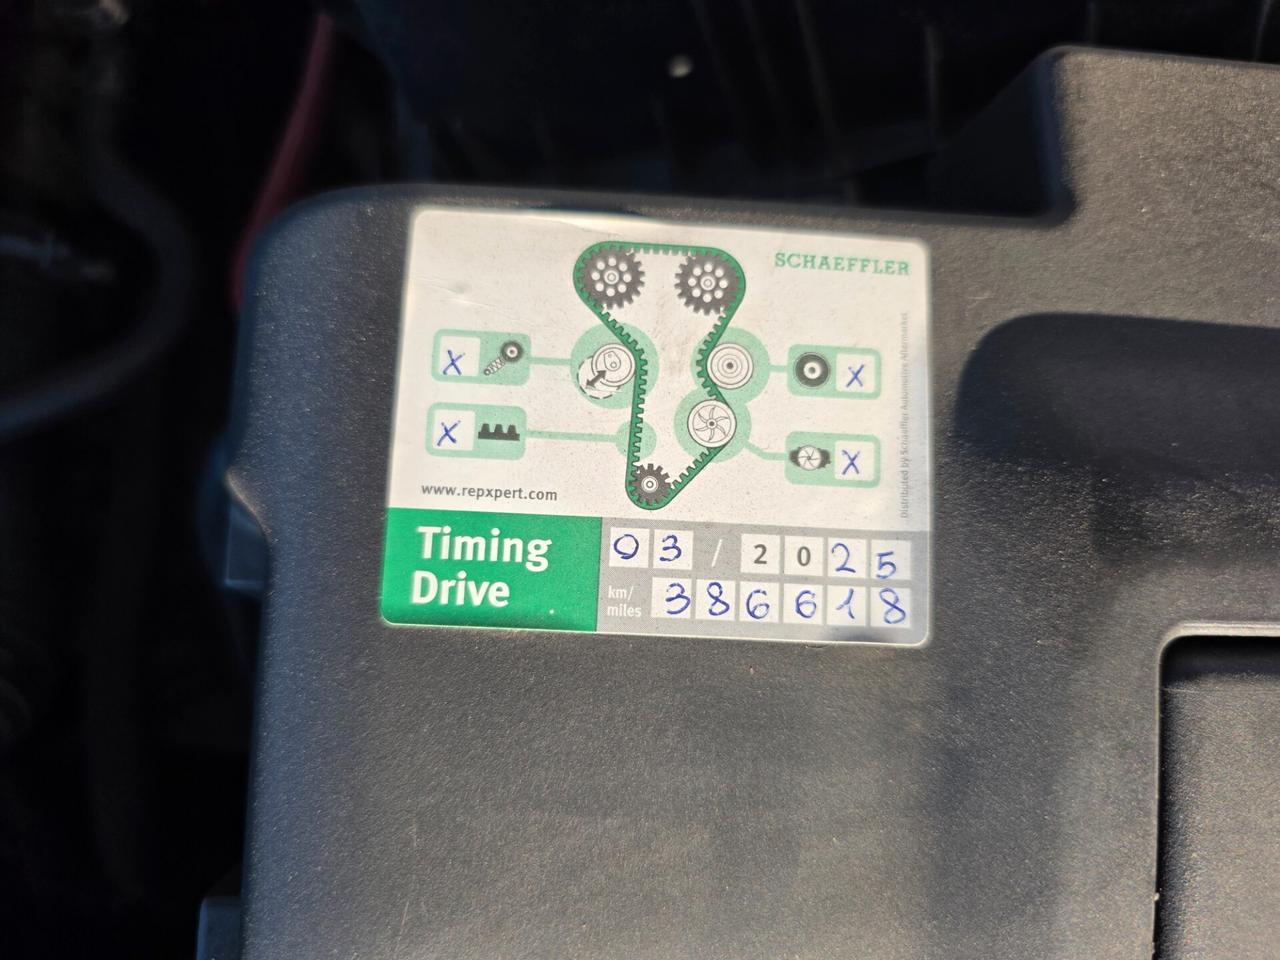 SCHAEFFLER
X
X
X
X
www.repxpert.com
Distributed by Schaeffler Automotive Aftermarket
Timing
Drive
03 / 2025
km/
miles
386618